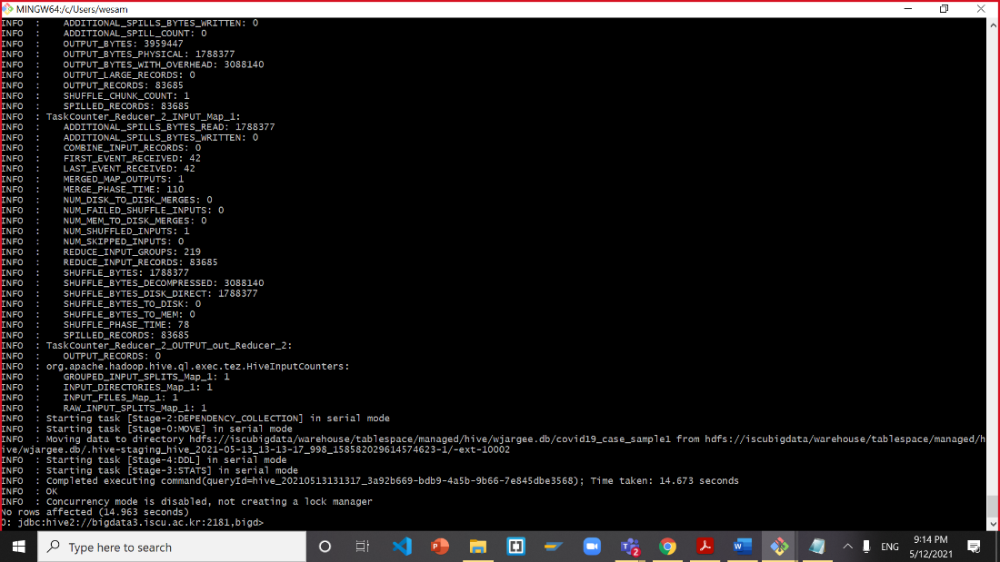 MINGW64:/c/Users/wesam
INFO  :     ADDITIONAL_SPILLS_BYTES_WRITTEN: 0
INFO  :     ADDITIONAL_SPILL_COUNT: 0
INFO  :     OUTPUT_BYTES: 3959447
INFO  :     OUTPUT_BYTES_PHYSICAL: 1788377
INFO  :     OUTPUT_BYTES_WITH_OVERHEAD: 3088140
INFO  :     OUTPUT_LARGE_RECORDS: 0
INFO  :     OUTPUT_RECORDS: 83685
INFO  :     SHUFFLE_CHUNK_COUNT: 1
INFO  :     SPILLED_RECORDS: 83685
INFO  : TaskCounter_Reducer_2_INPUT_Map_1:
INFO  :     ADDITIONAL_SPILLS_BYTES_READ: 1788377
INFO  :     ADDITIONAL_SPILLS_BYTES_WRITTEN: 0
INFO  :     COMBINE_INPUT_RECORDS: 0
INFO  :     FIRST_EVENT_RECEIVED: 42
INFO  :     LAST_EVENT_RECEIVED: 42
INFO  :     MERGED_MAP_OUTPUTS: 1
INFO  :     MERGE_PHASE_TIME: 110
INFO  :     NUM_DISK_TO_DISK_MERGES: 0
INFO  :     NUM_FAILED_SHUFFLE_INPUTS: 0
INFO  :     NUM_MEM_TO_DISK_MERGES: 0
INFO  :     NUM_SHUFFLED_INPUTS: 1
INFO  :     NUM_SKIPPED_INPUTS: 0
INFO  :     REDUCE_INPUT_GROUPS: 219
INFO  :     REDUCE_INPUT_RECORDS: 83685
INFO  :     SHUFFLE_BYTES: 1788377
INFO  :     SHUFFLE_BYTES_DECOMPRESSED: 3088140
INFO  :     SHUFFLE_BYTES_DISK_DIRECT: 1788377
INFO  :     SHUFFLE_BYTES_TO_DISK: 0
INFO  :     SHUFFLE_BYTES_TO_MEM: 0
INFO  :     SHUFFLE_PHASE_TIME: 78
INFO  :     SPILLED_RECORDS: 83685
INFO  : TaskCounter_Reducer_2_OUTPUT_out_Reducer_2:
INFO  :     OUTPUT_RECORDS: 0
INFO  : org.apache.hadoop.hive.ql.exec.tez.HiveInputCounters:
INFO  :     GROUPED_INPUT_SPLITS_Map_1: 1
INFO  :     INPUT_DIRECTORIES_Map_1: 1
INFO  :     INPUT_FILES_Map_1: 1
INFO  :     RAW_INPUT_SPLITS_Map_1: 1
INFO  : Starting task [Stage-2:DEPENDENCY_COLLECTION] in serial mode
INFO  : Starting task [Stage-0:MOVE] in serial mode
INFO  : Moving data to directory hdfs://iscubigdata/warehouse/tablespace/managed/hive/wjargee.db/covid19_case_sample1 from hdfs://iscubigdata/warehouse/tablespace/managed/h
ive/wjargee.db/.hive-staging_hive_2021-05-13_13-13-17_998_158582029614574623-1/-ext-10002
INFO  : Starting task [Stage-4:DDL] in serial mode
INFO  : Starting task [Stage-3:STATS] in serial mode
INFO  : Completed executing command(queryId=hive_20210513131317_3a92b669-bdb9-4a5b-9b66-7e845dbe3568); Time taken: 14.673 seconds
INFO  : OK
INFO  : Concurrency mode is disabled, not creating a lock manager
No rows affected (14.963 seconds)
0: jdbc:hive2://bigdata3.iscu.ac.kr:2181,bigd>
Type here to search
2
ENG
9:14 PM
5/12/2021